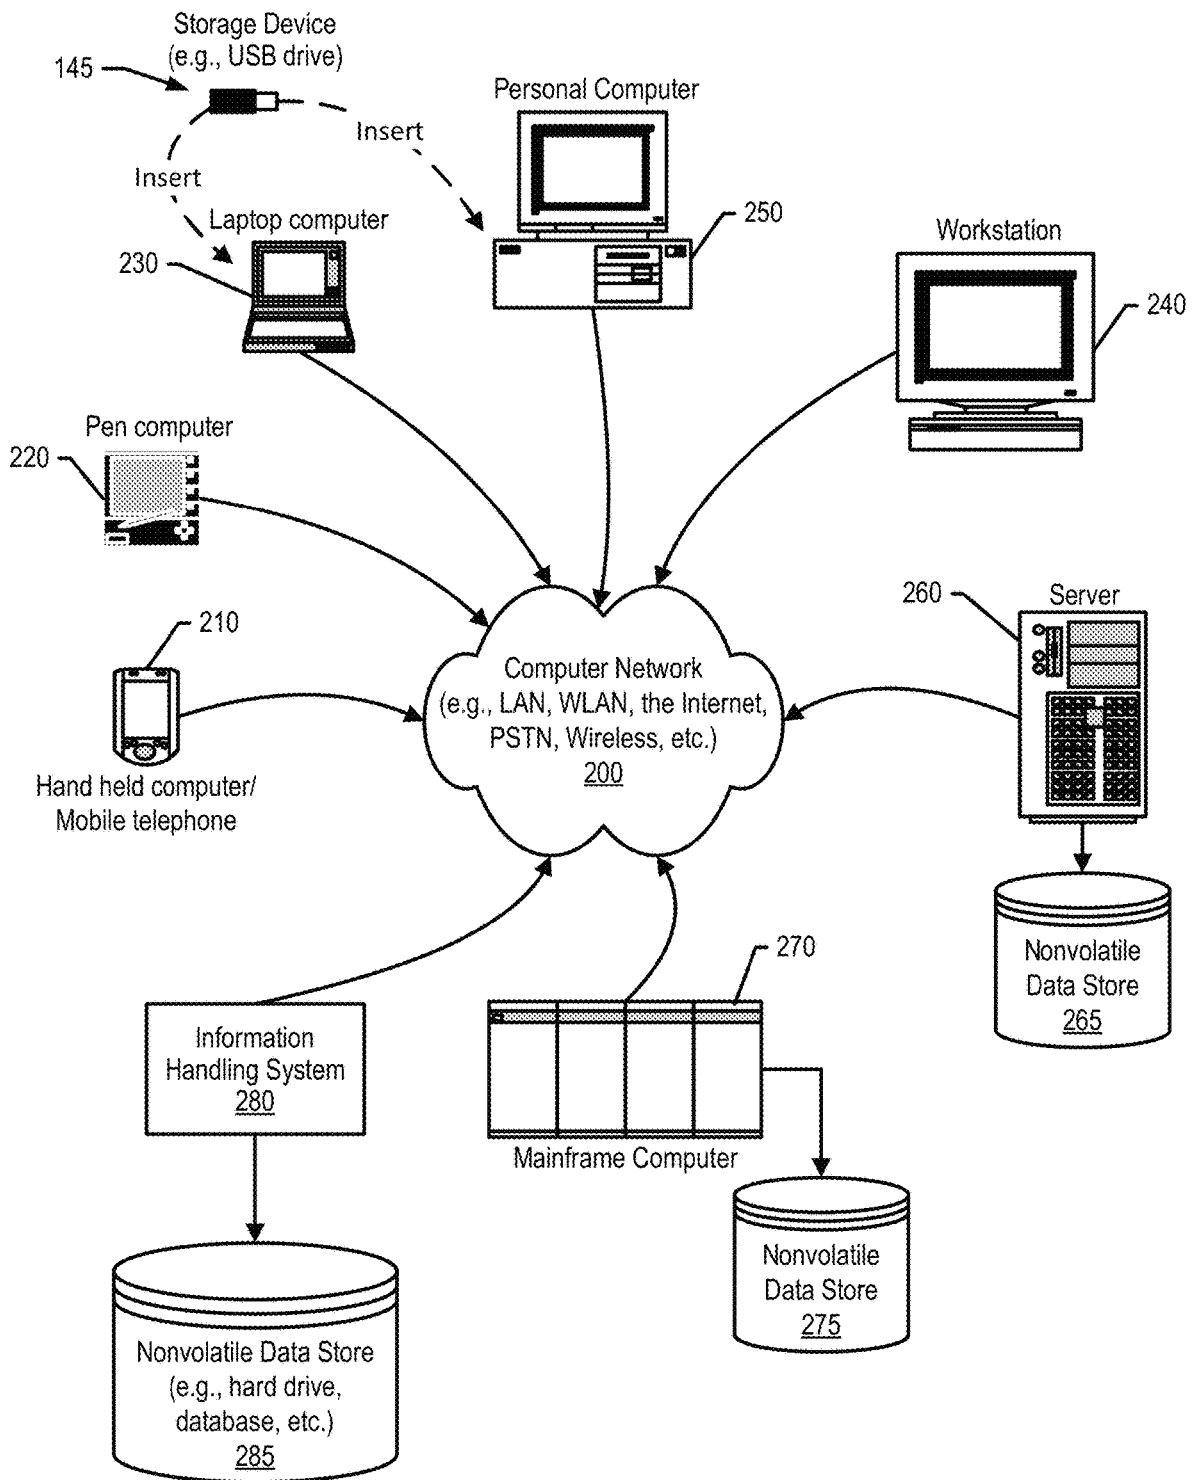 Storage Device
(e.g., USB drive)
145
Insert
Insert
Personal Computer
250
Laptop computer
230
Workstation
240
Pen computer
220
260
Server
210
Hand held computer/
Mobile telephone
Computer Network
(e.g., LAN, WLAN, the Internet,
PSTN, Wireless, etc.)
200
Nonvolatile
Data Store
265
270
Information
Handling System
280
Mainframe Computer
Nonvolatile
Data Store
275
Nonvolatile Data Store
(e.g., hard drive,
database, etc.)
285